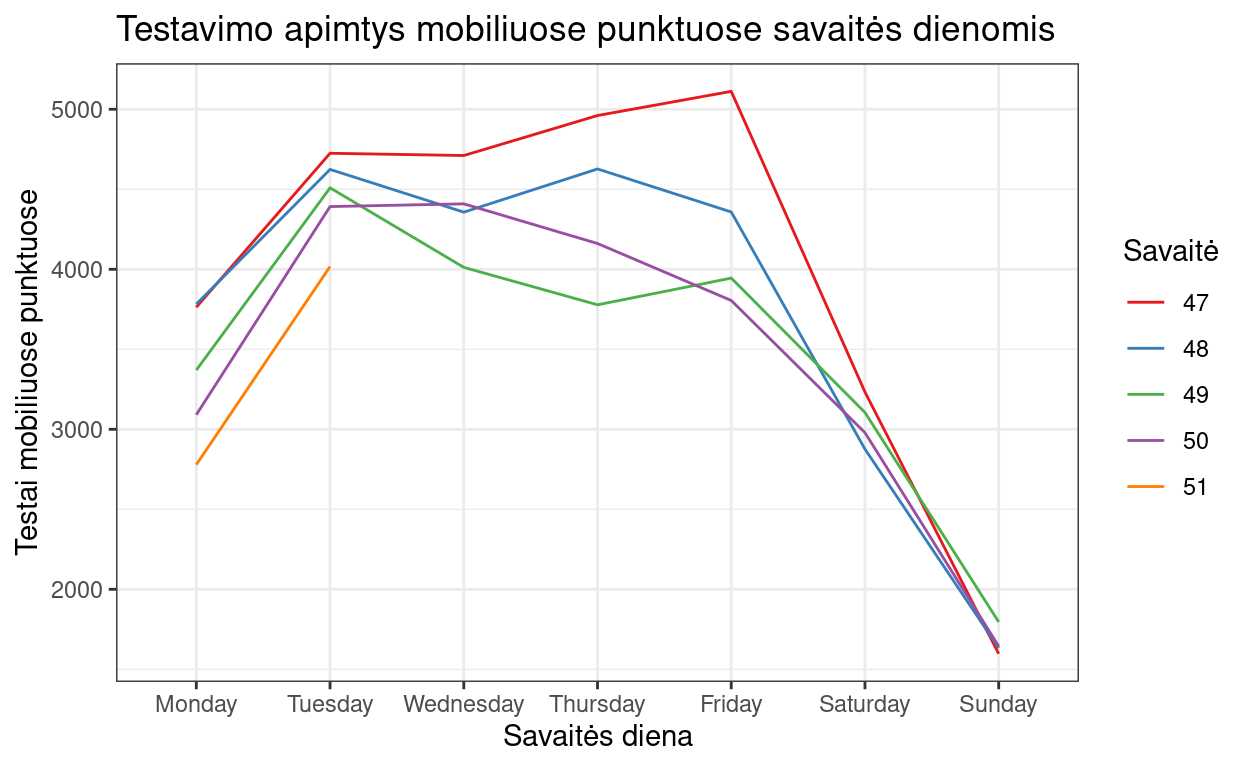 Testavimo apimtys mobiliuose punktuose savaitės dienomis
Testai mobiliuose punktuose
5000
4000
3000
2000
Monday
Tuesday
Wednesday
Thursday
Friday
Saturday
Sunday
Savaitės diena
Savaitė
47
48
49
50
51